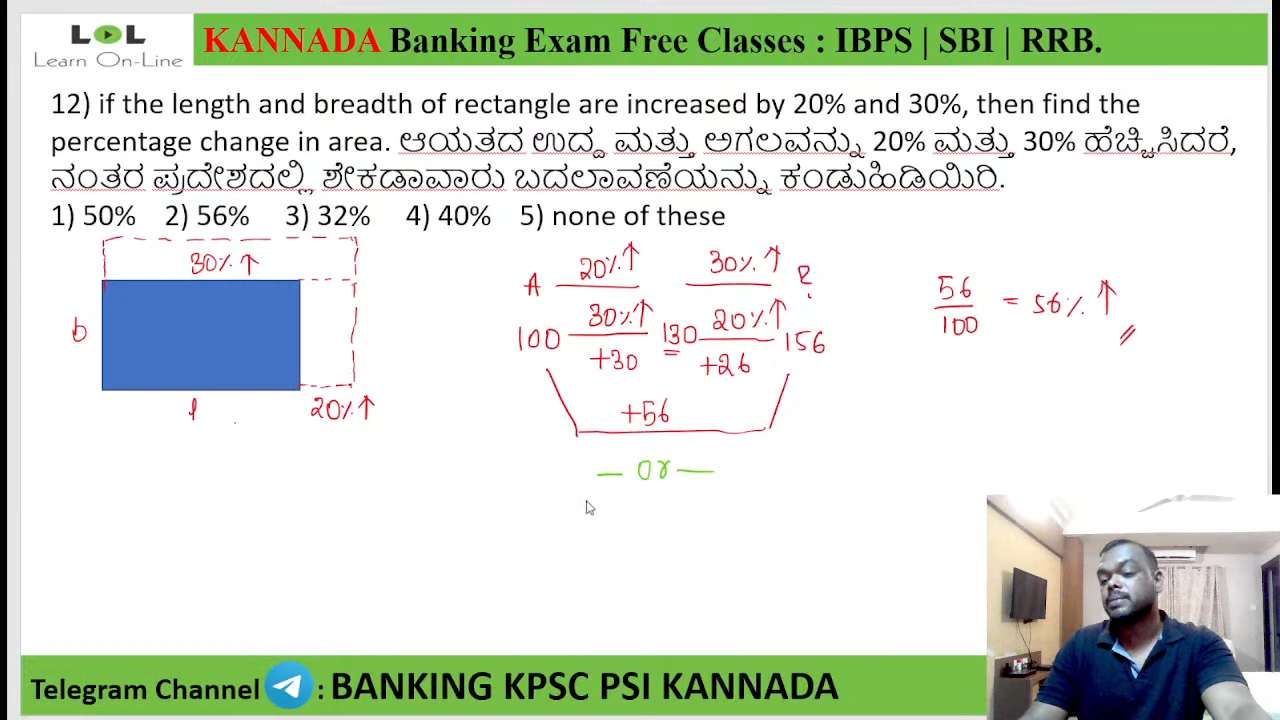 LOL
Learn On-Line
KANNADA Banking Exam Free Classes : IBPS | SBI | RRB.
12) if the length and breadth of rectangle are increased by 20% and 30%, then find the
percentage change in area. ಆಯತದ ಉದ್ದ ಮತ್ತು ಅಗಲವನ್ನು 20% ಮತ್ತು 30% ಹೆಚ್ಚಿಸಿದರೆ,
ನಂತರ ಪ್ರದೇಶದಲ್ಲಿ ಶೇಕಡಾವಾರು ಬದಲಾವಣೆಯನ್ನು ಕಂಡುಹಿಡಿಯಿರಿ.
1) 50% 2) 56% 3) 32% 4) 40% 5) none of these
30% ↑
b
l
20% ↑
A 20% ↑ 30% ↑ ?
100 30% ↑ 130 20% ↑ 156
+30 +26
+56
56/100 = 56% ↑
— Or —
Telegram Channel : BANKING KPSC PSI KANNADA